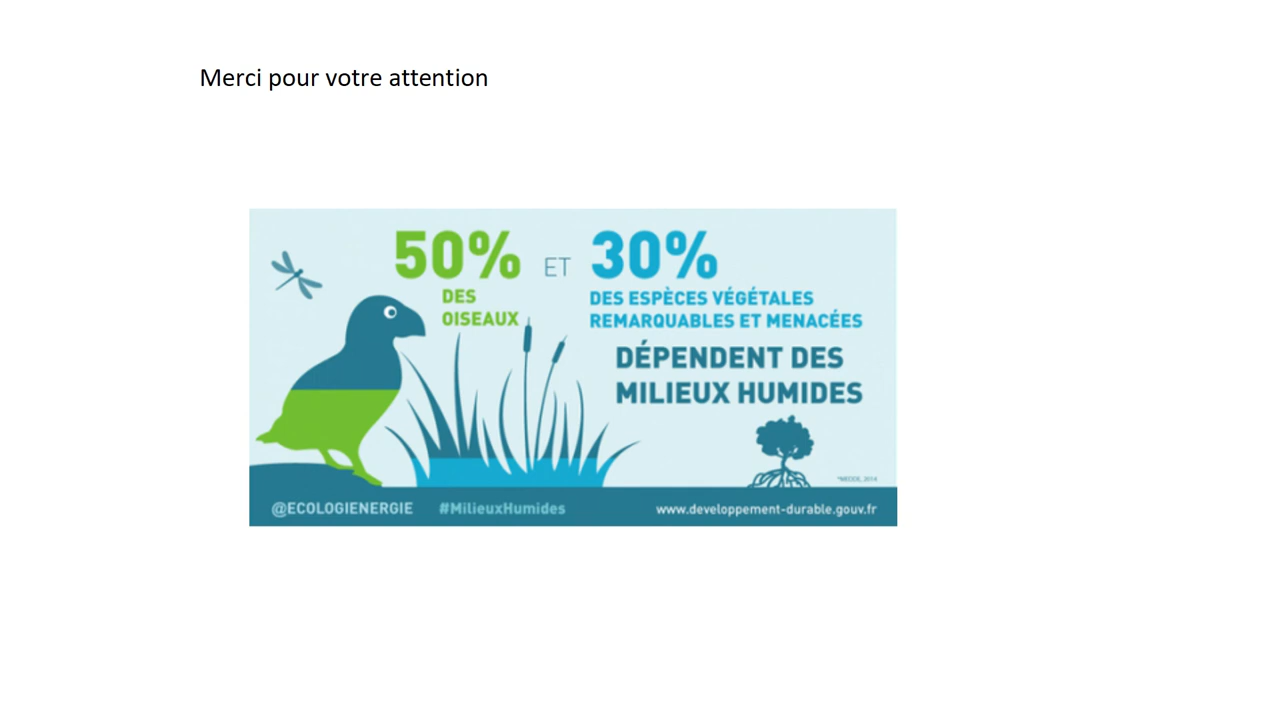 Merci pour votre attention
50% ET 30%
DES
OISEAUX
DES ESPÈCES VÉGÉTALES
REMARQUABLES ET MENACÉES
DÉPENDENT DES
MILIEUX HUMIDES
@ECOLOGIENERGIE #MilieuxHumides www.developpement-durable.gouv.fr